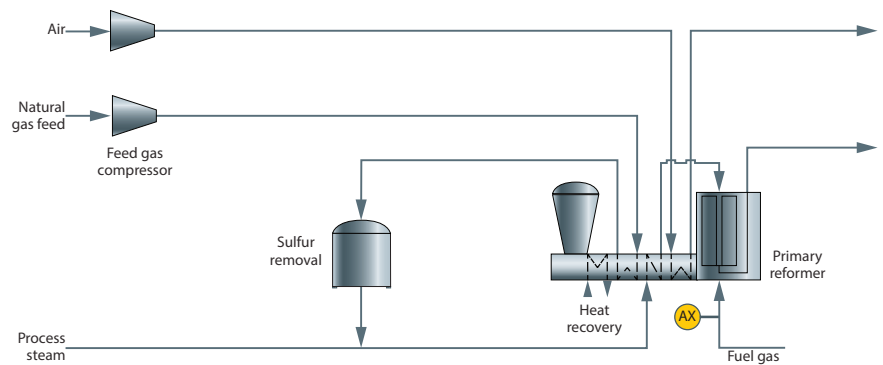 Air
Natural
gas feed
Feed gas
compressor
Sulfur
removal
Primary
reformer
Heat
recovery
AX
Process
steam
Fuel gas